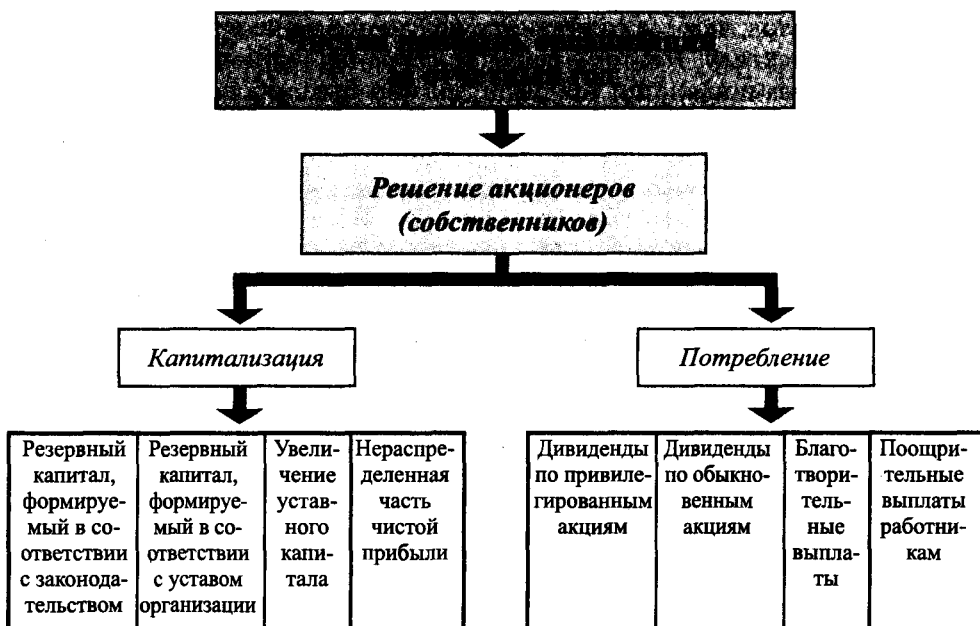 Решение акционеров
(собственников)
Капитализация
Потребление
Резервный
капитал,
формируе-
мый в со-
ответствии
с законода-
тельством
Резервный
капитал,
формируе-
мый в со-
ответствии
с уставом
организации
Увели-
чение
устав-
ного
капи-
тала
Нераспре-
деленная
часть
чистой
прибыли
Дивиденды
по привиле-
гированным
акциям
Дивиденды
по обыкно-
венным
акциям
Благо-
твори-
тель-
ные
выпла-
ты
Поощри-
тельные
выплаты
работни-
кам